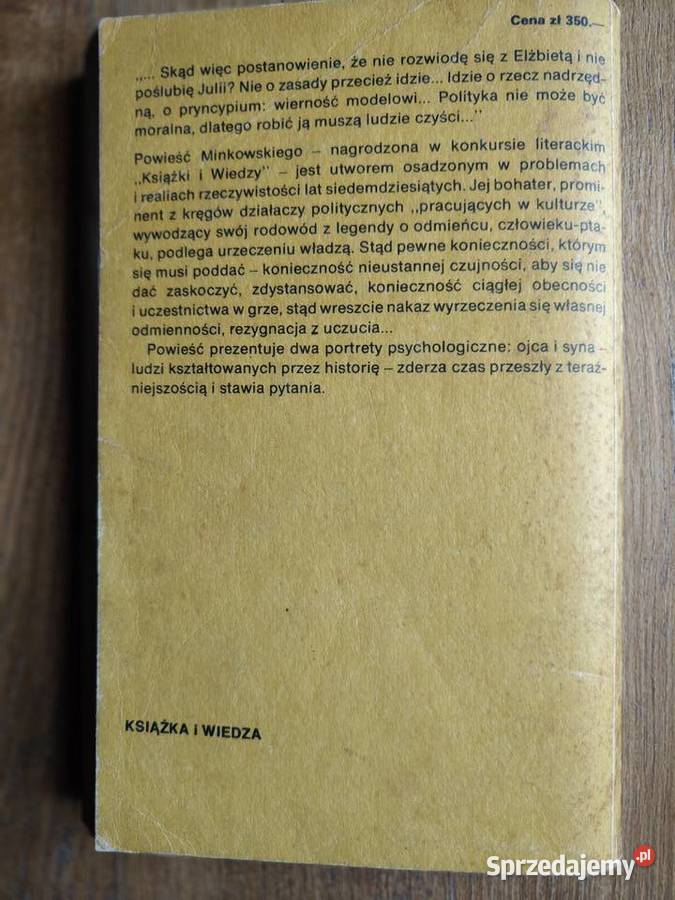 Cena zł 350.—
„... Skąd więc postanowienie, że nie rozwiodę się z Elżbietą i nie
poślubię Julii? Nie o zasady przecież idzie... Idzie o rzecz nadrzęd-
ną, o pryncypium: wierność modelowi... Polityka nie może być
moralna, dlatego robić ją muszą ludzie czyści..."
Powieść Minkowskiego – nagrodzona w konkursie literackim
„Książki i Wiedzy" – jest utworem osadzonym w problemach
i realiach rzeczywistości lat siedemdziesiątych. Jej bohater, promi-
nent z kręgów działaczy politycznych „pracujących w kulturze",
wywodzący swój rodowód z legendy o odmieńcu, człowieku-pta-
ku, podlega urzeczeniu władzą. Stąd pewne konieczności, którym
się musi poddać – konieczność nieustannej czujności, aby się nie
dać zaskoczyć, zdystansować, konieczność ciągłej obecności
i uczestnictwa w grze, stąd wreszcie nakaz wyrzeczenia się własnej
odmienności, rezygnacja z uczucia...
Powieść prezentuje dwa portrety psychologiczne: ojca i syna –
ludzi kształtowanych przez historię – zderza czas przeszły z teraź-
niejszością i stawia pytania.
KSIĄŻKA i WIEDZA
Sprzedajemy.pl